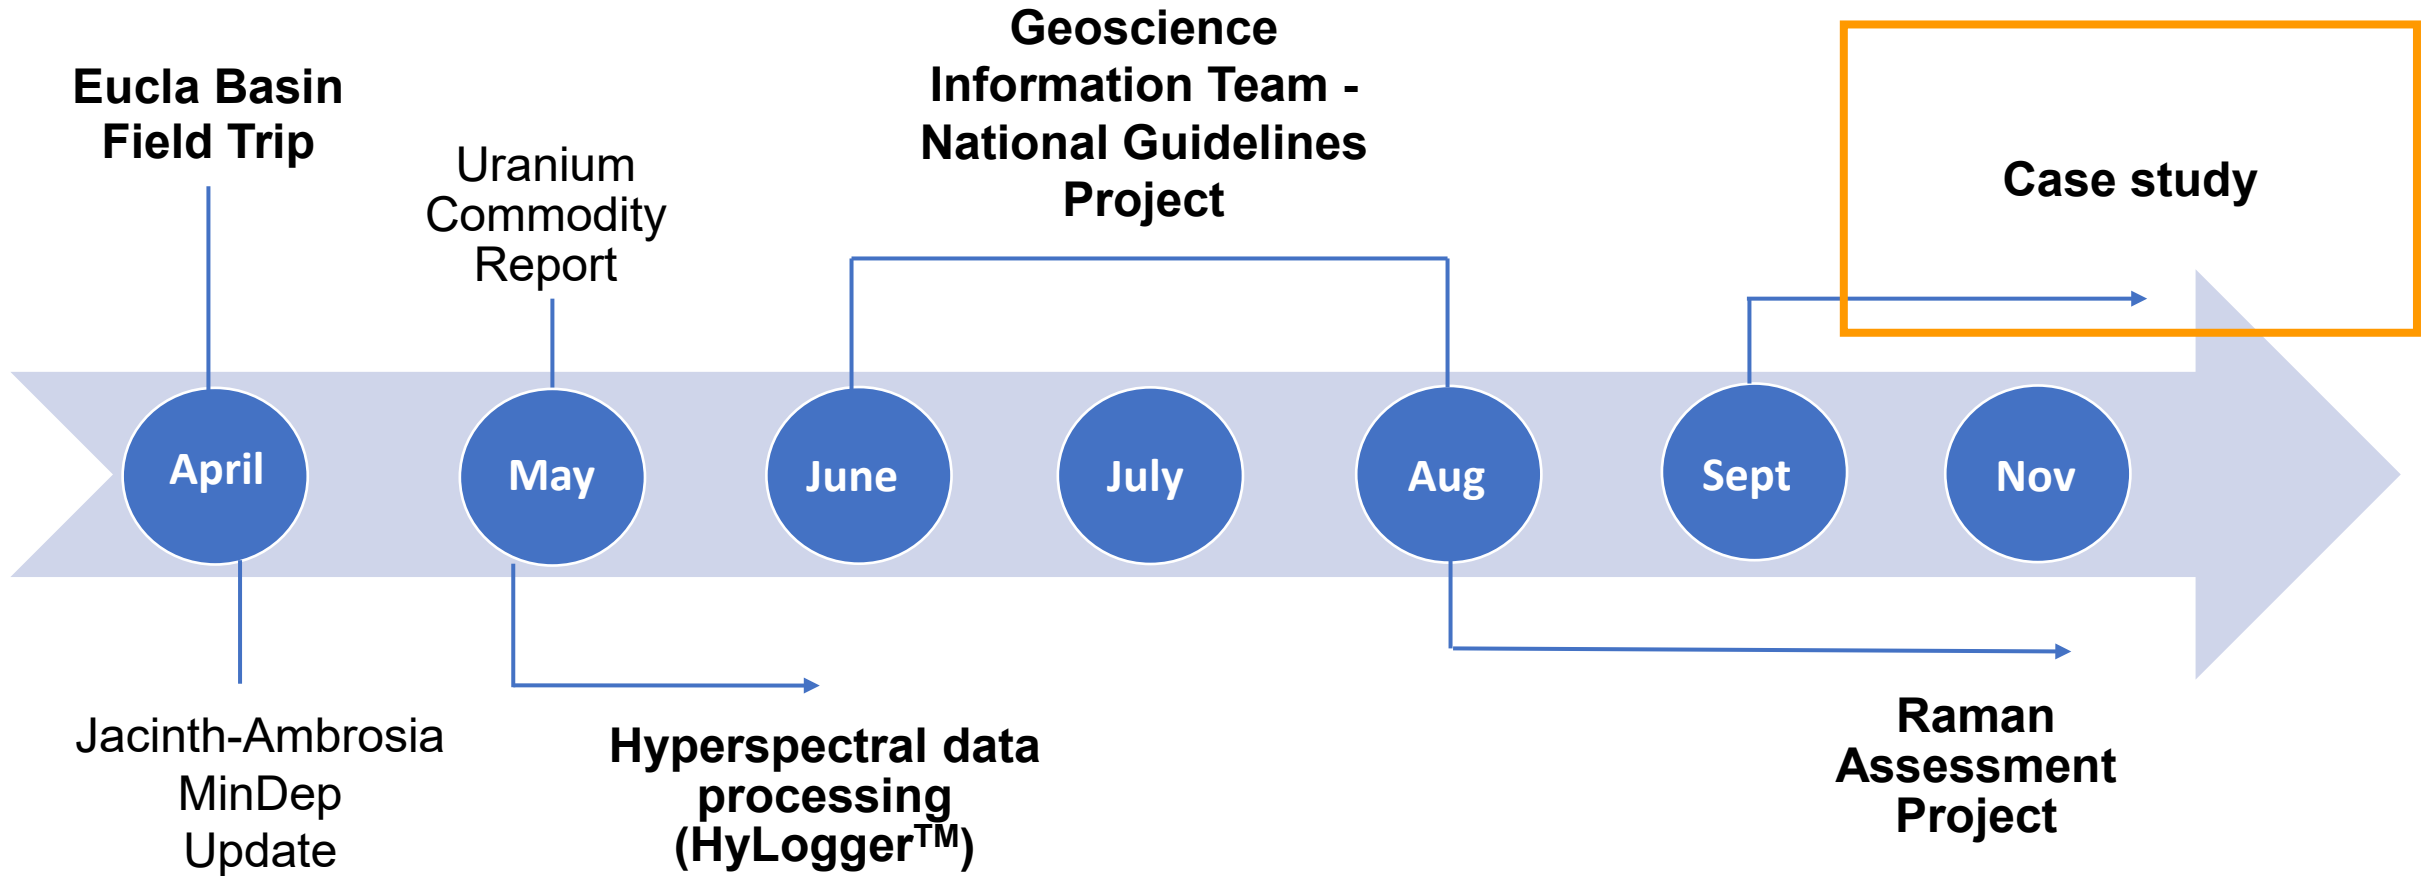 Eucla Basin
Field Trip
Uranium
Commodity
Report
Geoscience
Information Team -
National Guidelines
Project
Case study
April
May
June
July
Aug
Sept
Nov
Jacinth-Ambrosia
MinDep
Update
Hyperspectral data
processing
(HyLogger™)
Raman
Assessment
Project